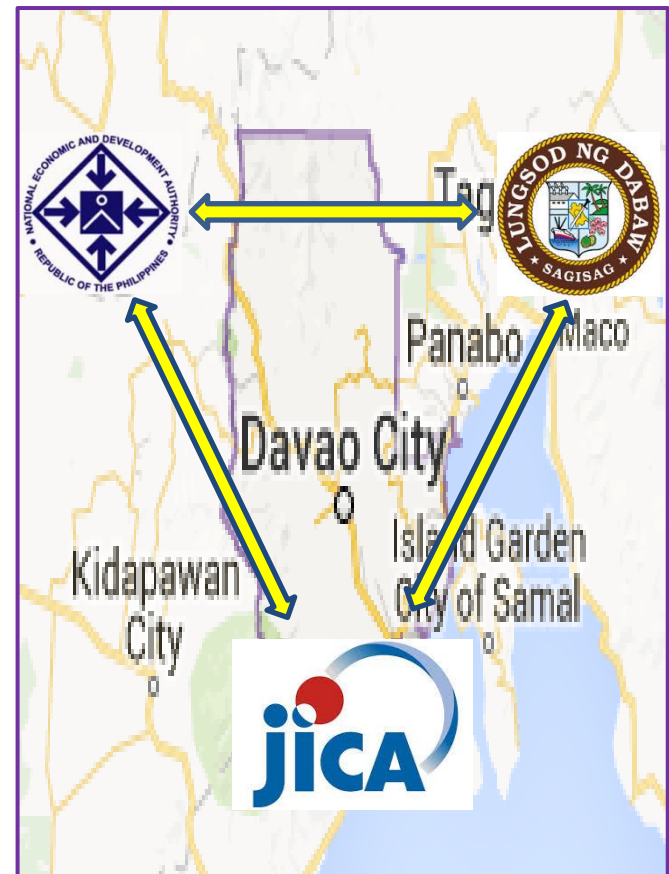 NATIONAL ECONOMIC AND DEVELOPMENT AUTHORITY
REPUBLIC OF THE PHILIPPINES
LUNGSOD NG DABAW
SAGISAG
Tag
Panabo
Maco
Davao City
Island Garden
City of Samal
Kidapawan
City
jICA